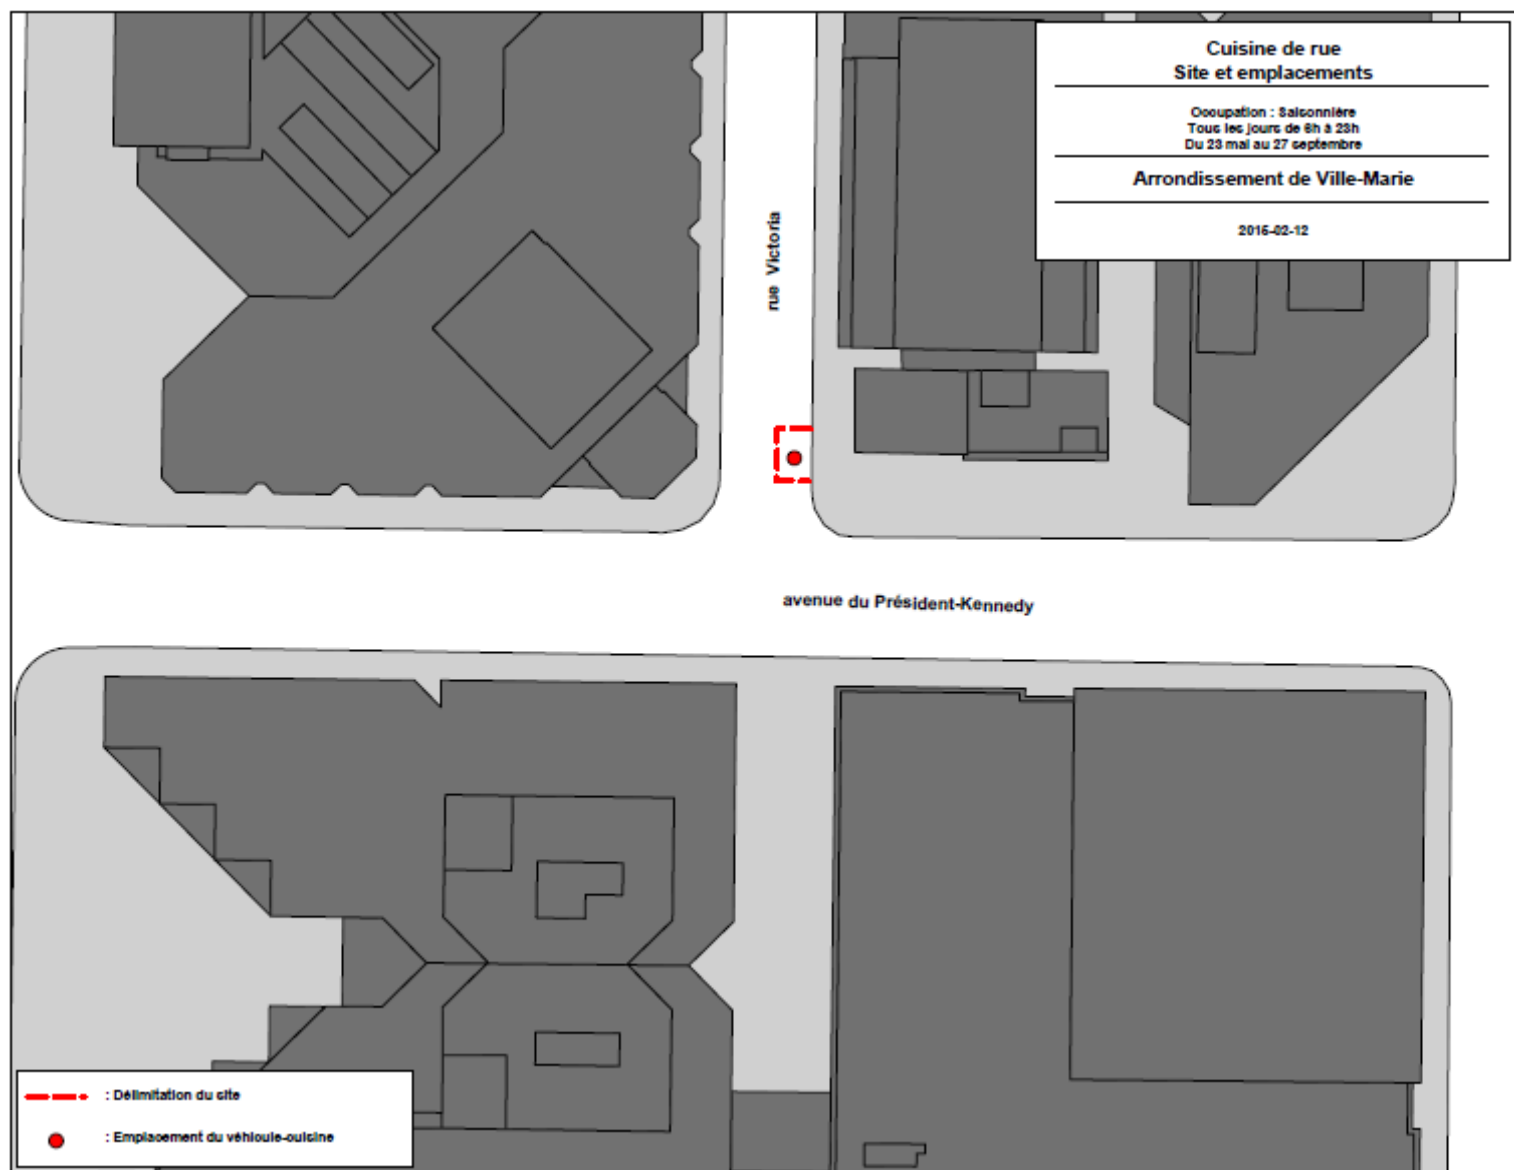 Cuisine de rue
Site et emplacements
Occupation : Saisonnière
Tous les jours de 6h à 23h
Du 23 mai au 27 septembre
Arrondissement de Ville-Marie
2015-02-12
rue Victoria
avenue du Président-Kennedy
: Délimitation du site
: Emplacement du véhicule-cuisine